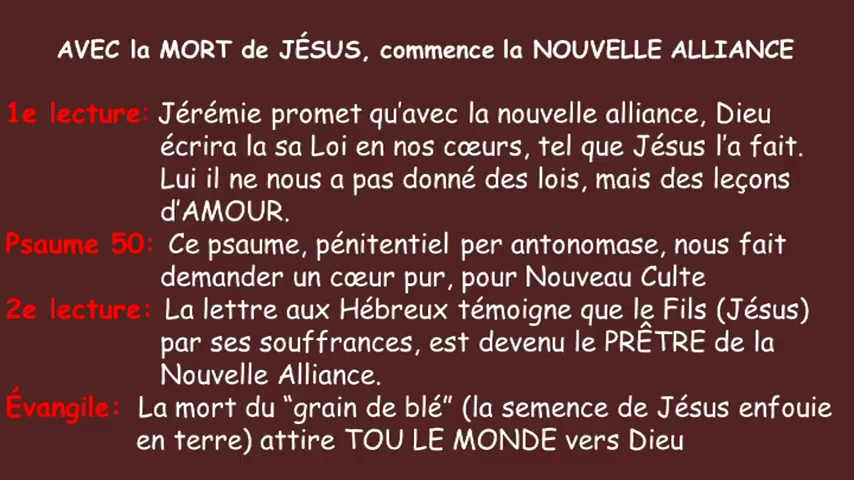 AVEC la MORT de JÉSUS, commence la NOUVELLE ALLIANCE
1e lecture: Jérémie promet qu'avec la nouvelle alliance, Dieu
écrira la sa Loi en nos cœurs, tel que Jésus l'a fait.
Lui il ne nous a pas donné des lois, mais des leçons
d'AMOUR.
Psaume 50: Ce psaume, pénitentiel per antonomase, nous fait
demander un cœur pur, pour Nouveau Culte
2e lecture: La lettre aux Hébreux témoigne que le Fils (Jésus)
par ses souffrances, est devenu le PRÊTRE de la
Nouvelle Alliance.
Évangile: La mort du “grain de blé” (la semence de Jésus enfouie
en terre) attire TOU LE MONDE vers Dieu